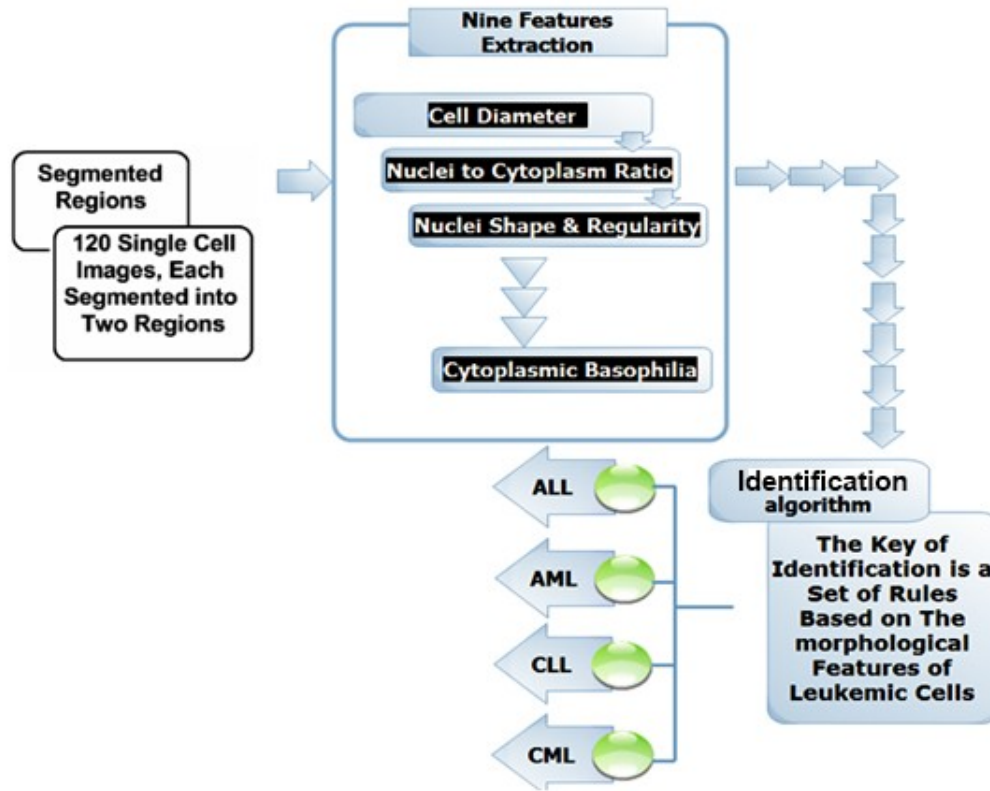 Nine Features
Extraction
Cell Diameter
Nuclei to Cytoplasm Ratio
Nuclei Shape & Regularity
Cytoplasmic Basophilia
Segmented
Regions
120 Single Cell
Images, Each
Segmented into
Two Regions
Identification
algorithm
The Key of
Identification is a
Set of Rules
Based on The
morphological
Features of
Leukemic Cells
ALL
AML
CLL
CML